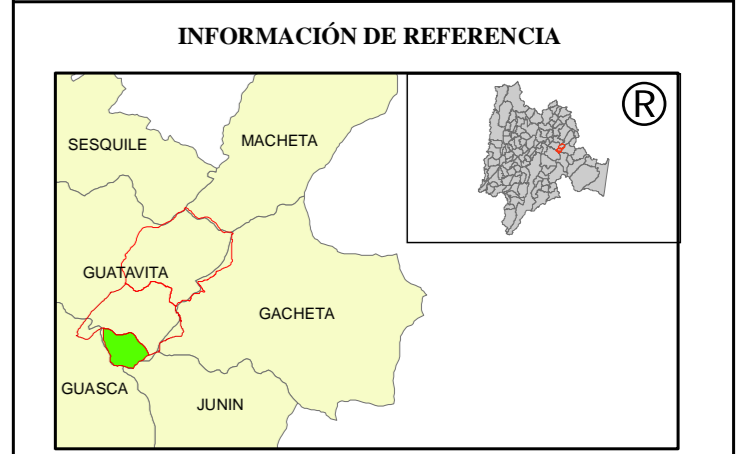 INFORMACIÓN DE REFERENCIA
®
SESQUILE
MACHETA
GUATAVITA
GACHETA
GUASCA
JUNIN